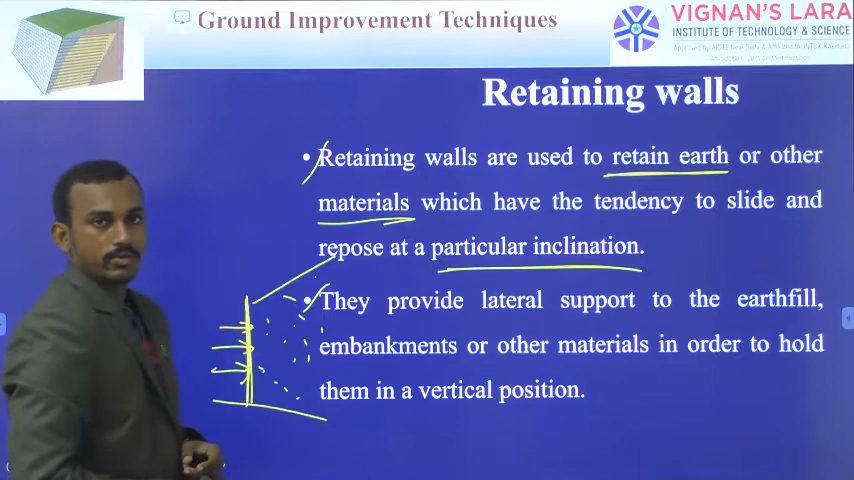 Ground Improvement Techniques
VIGNAN'S LARA
INSTITUTE OF TECHNOLOGY & SCIENCE
Retaining walls
• Retaining walls are used to retain earth or other
materials which have the tendency to slide and
repose at a particular inclination.
• They provide lateral support to the earthfill,
embankments or other materials in order to hold
them in a vertical position.